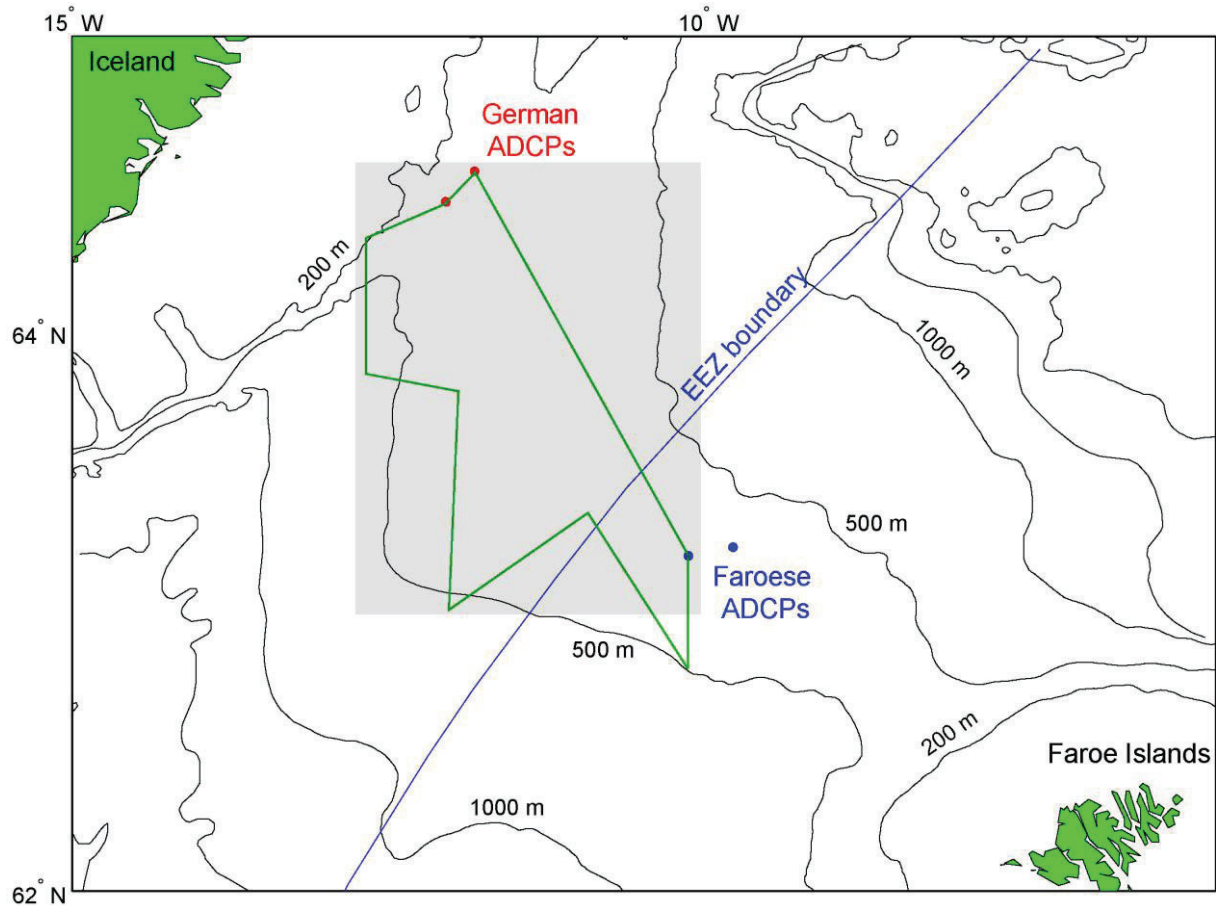 15° W
10° W
Iceland
German
ADCPs
200 m
64° N
EEZ boundary
1000 m
500 m
Faroese
ADCPs
500 m
200 m
Faroe Islands
1000 m
62° N